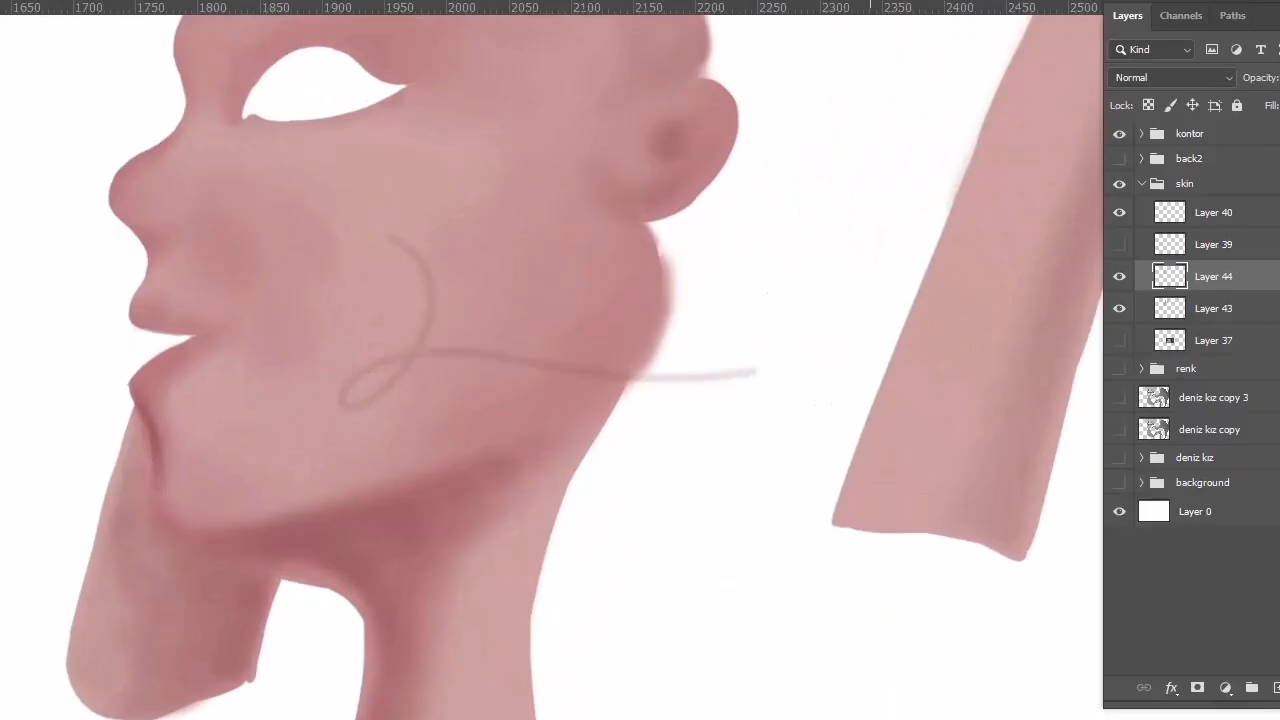 1650 1700 1750 1800 1850 1900 1950 2000 2050 2100 2150 2200 2250 2300 2350 2400 2450 2500
Layers Channels Paths
Kind
Normal Opacity:
Lock: Fill:
kontor
back2
skin
Layer 40
Layer 39
Layer 44
Layer 43
Layer 37
renk
deniz kız copy 3
deniz kız copy
deniz kız
background
Layer 0
fx